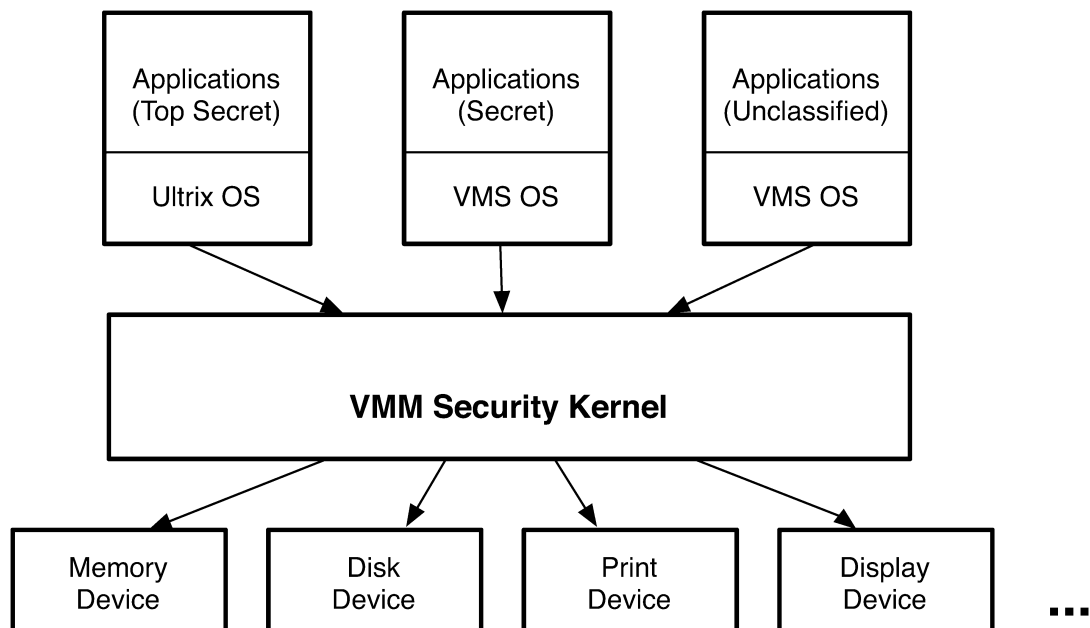 Applications
(Top Secret)
Applications
(Secret)
Applications
(Unclassified)
Ultrix OS
VMS OS
VMS OS
VMM Security Kernel
Memory
Device
Disk
Device
Print
Device
Display
Device
...